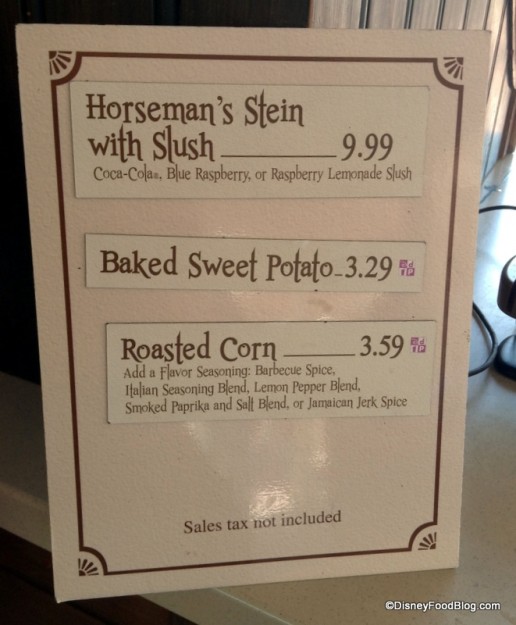 Horseman's Stein
with Slush 9.99
Coca-Cola®, Blue Raspberry, or Raspberry Lemonade Slush
Baked Sweet Potato 3.29
Roasted Corn 3.59
Add a Flavor Seasoning: Barbecue Spice,
Italian Seasoning Blend, Lemon Pepper Blend,
Smoked Paprika and Salt Blend, or Jamaican Jerk Spice
Sales tax not included
©DisneyFoodBlog.com